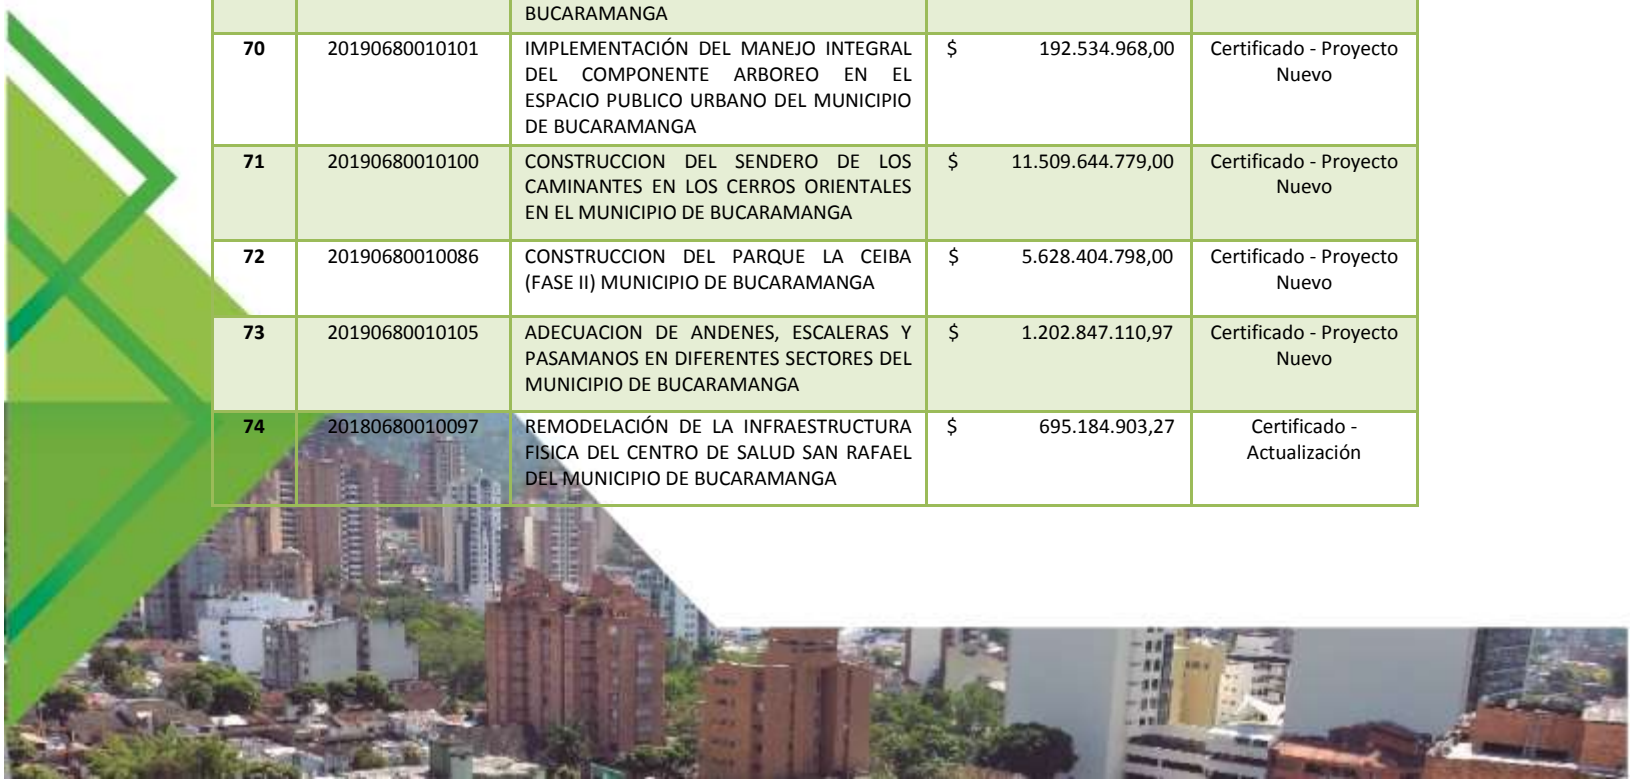 BUCARAMANGA
70 20190680010101 IMPLEMENTACIÓN DEL MANEJO INTEGRAL $ 192.534.968,00 Certificado - Proyecto
DEL COMPONENTE ARBOREO EN EL Nuevo
ESPACIO PUBLICO URBANO DEL MUNICIPIO
DE BUCARAMANGA
71 20190680010100 CONSTRUCCION DEL SENDERO DE LOS $ 11.509.644.779,00 Certificado - Proyecto
CAMINANTES EN LOS CERROS ORIENTALES Nuevo
EN EL MUNICIPIO DE BUCARAMANGA
72 20190680010086 CONSTRUCCION DEL PARQUE LA CEIBA $ 5.628.404.798,00 Certificado - Proyecto
(FASE II) MUNICIPIO DE BUCARAMANGA Nuevo
73 20190680010105 ADECUACION DE ANDENES, ESCALERAS Y $ 1.202.847.110,97 Certificado - Proyecto
PASAMANOS EN DIFERENTES SECTORES DEL Nuevo
MUNICIPIO DE BUCARAMANGA
74 20180680010097 REMODELACIÓN DE LA INFRAESTRUCTURA $ 695.184.903,27 Certificado -
FISICA DEL CENTRO DE SALUD SAN RAFAEL Actualización
DEL MUNICIPIO DE BUCARAMANGA